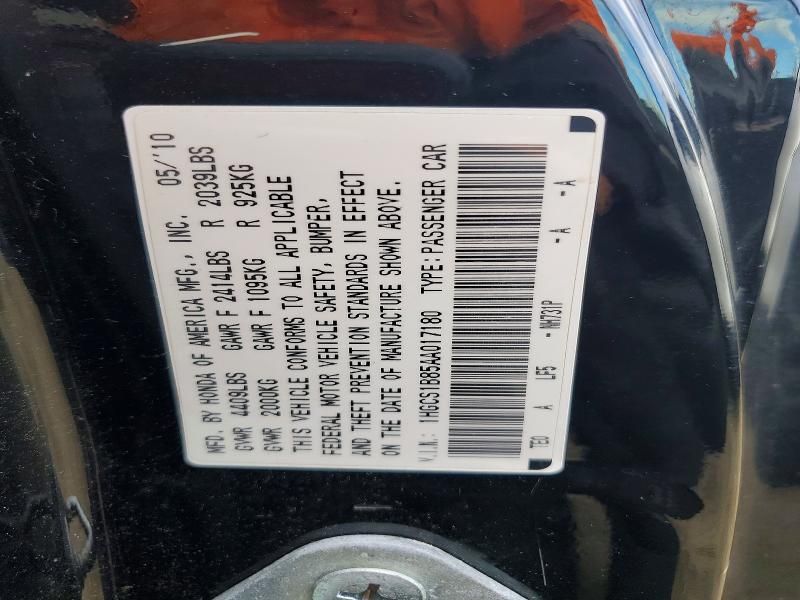 MFD. BY HONDA OF AMERICA MFG., INC. 05/'10
GVWR 4409LBS GAWR F 2414LBS R 2039LBS
GVWR 2000KG GAWR F 1095KG R 925KG
THIS VEHICLE CONFORMS TO ALL APPLICABLE
FEDERAL MOTOR VEHICLE SAFETY, BUMPER,
AND THEFT PREVENTION STANDARDS IN EFFECT
ON THE DATE OF MANUFACTURE SHOWN ABOVE.
V.I.N.: 1HGCS1B85AA017180 TYPE: PASSENGER CAR
TE0 A LF5 - NH731P -A -A